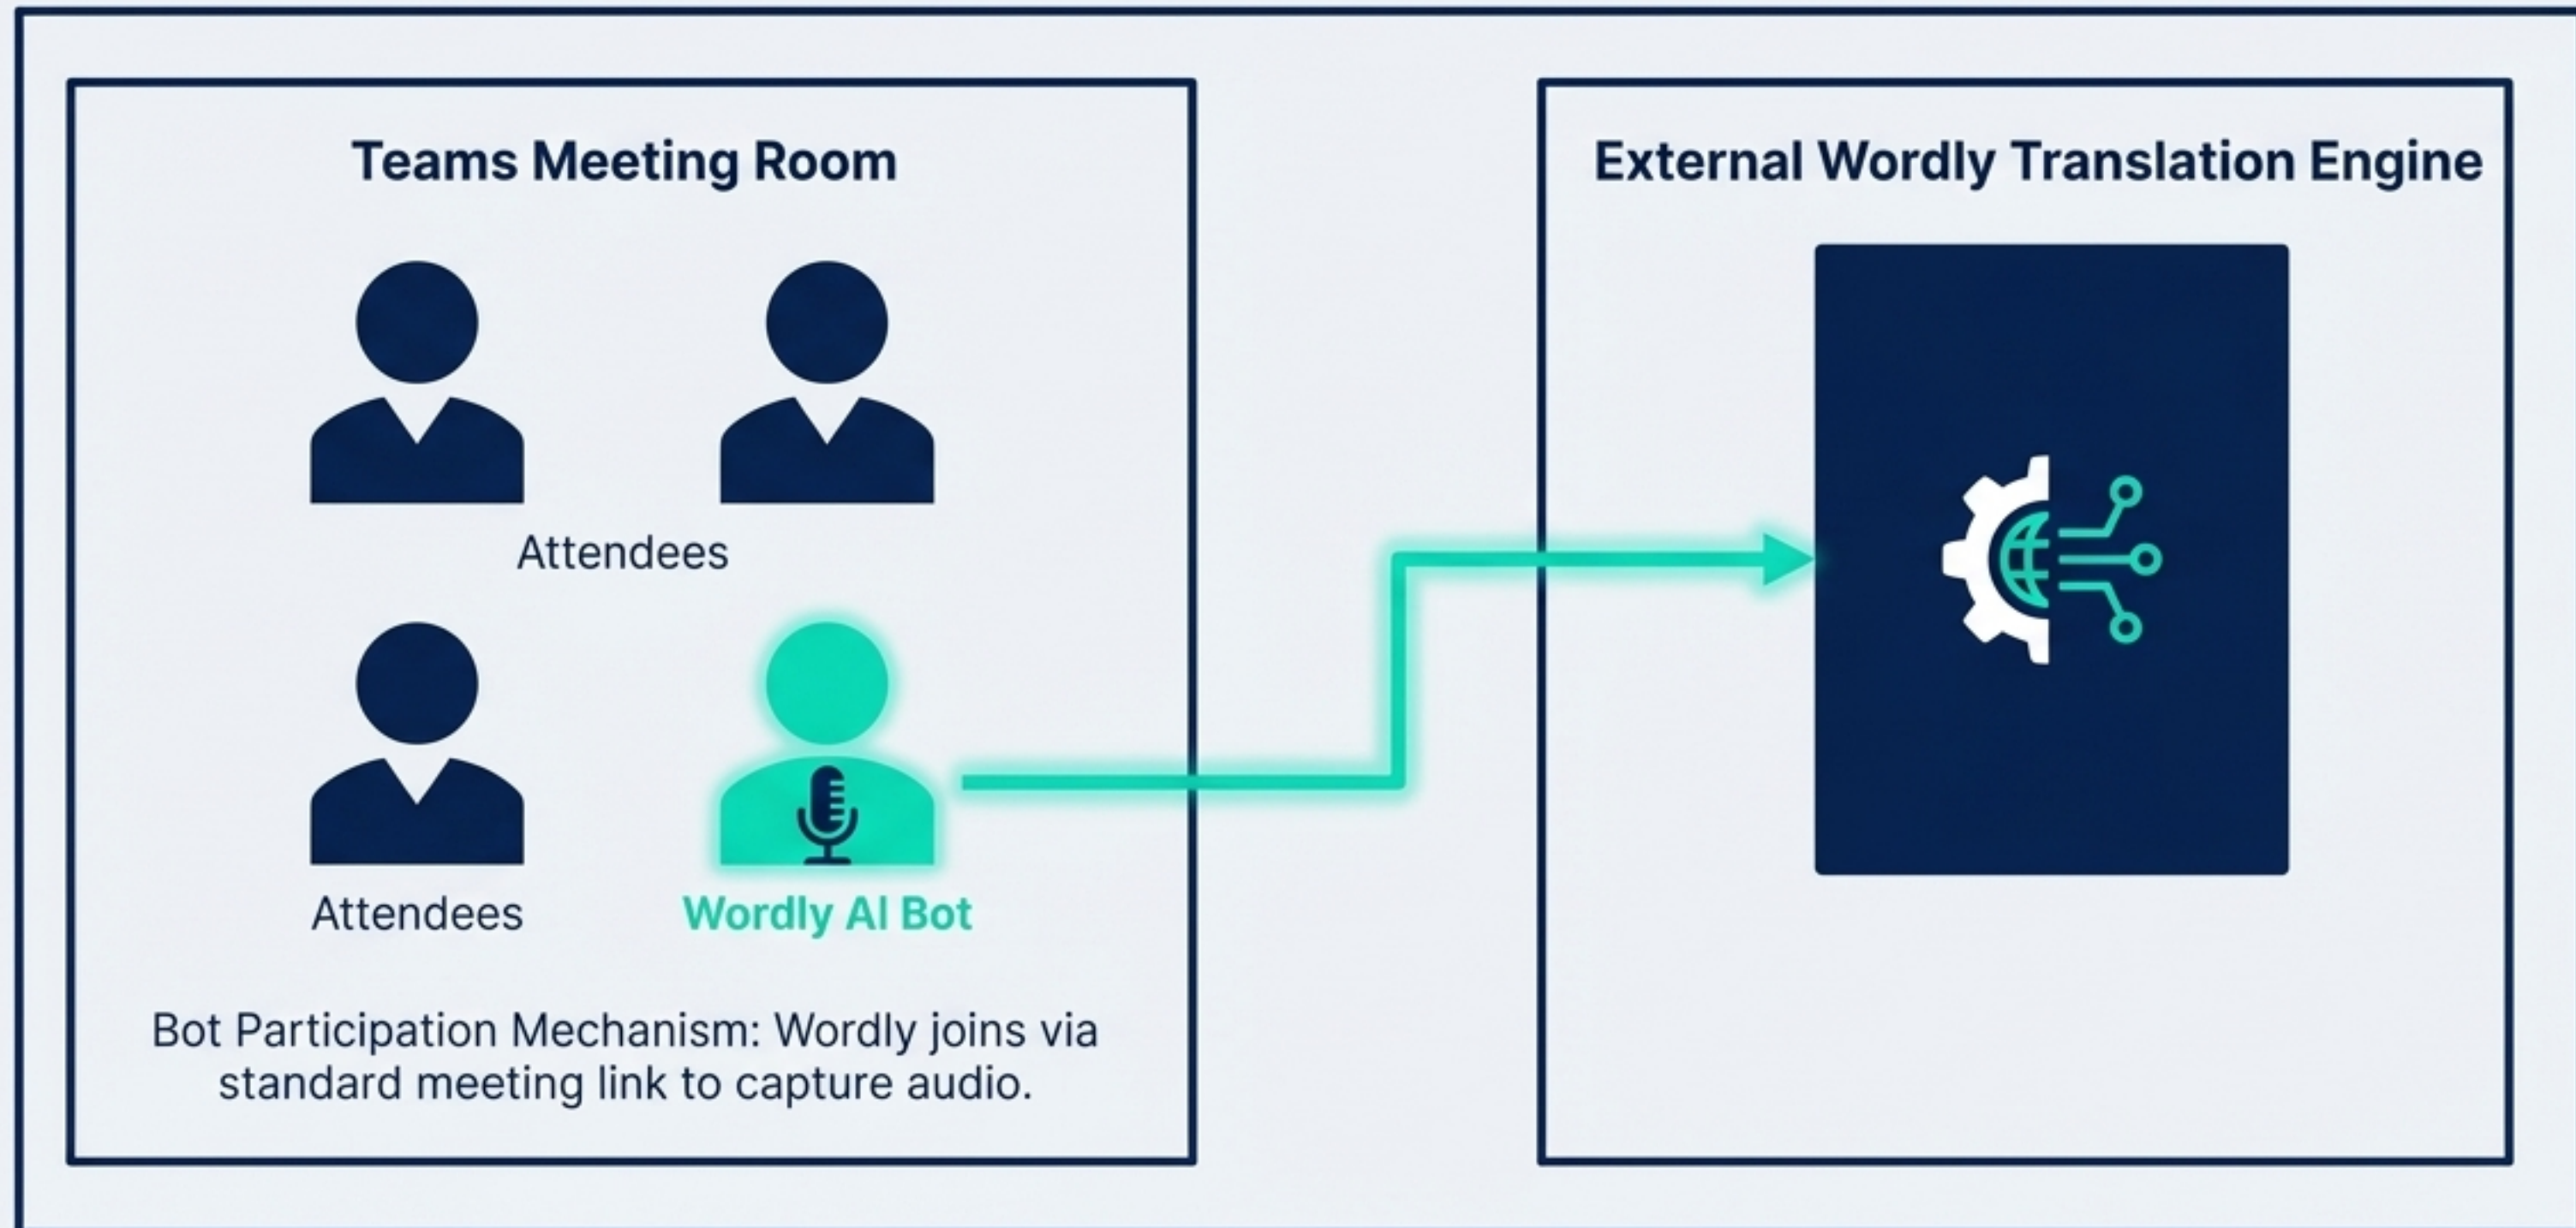 Teams Meeting Room
External Wordly Translation Engine
Attendees
Attendees
Wordly AI Bot
Bot Participation Mechanism: Wordly joins via
standard meeting link to capture audio.